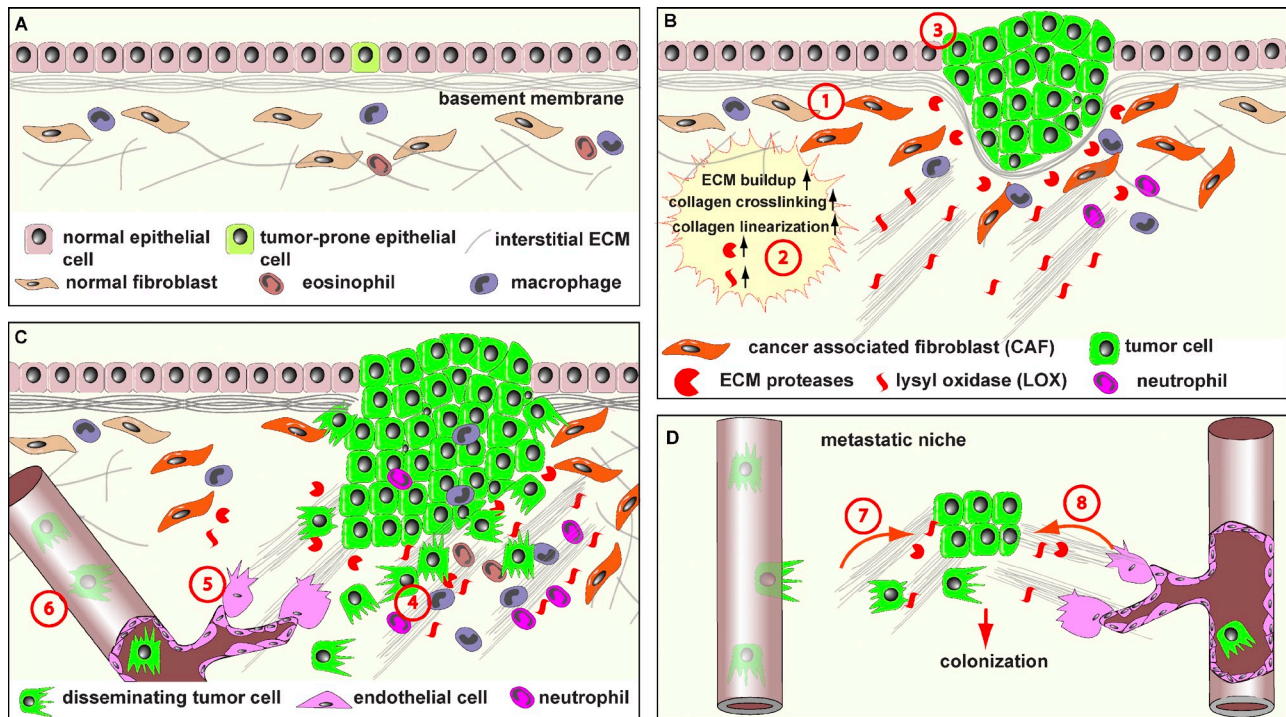 A
basement membrane
normal epithelial cell
tumor-prone epithelial cell
interstitial ECM
normal fibroblast
eosinophil
macrophage
B
3
1
ECM buildup
collagen crosslinking
collagen linearization
2
cancer associated fibroblast (CAF)
tumor cell
ECM proteases
lysyl oxidase (LOX)
neutrophil
C
5
6
4
disseminating tumor cell
endothelial cell
neutrophil
D
metastatic niche
7
8
colonization